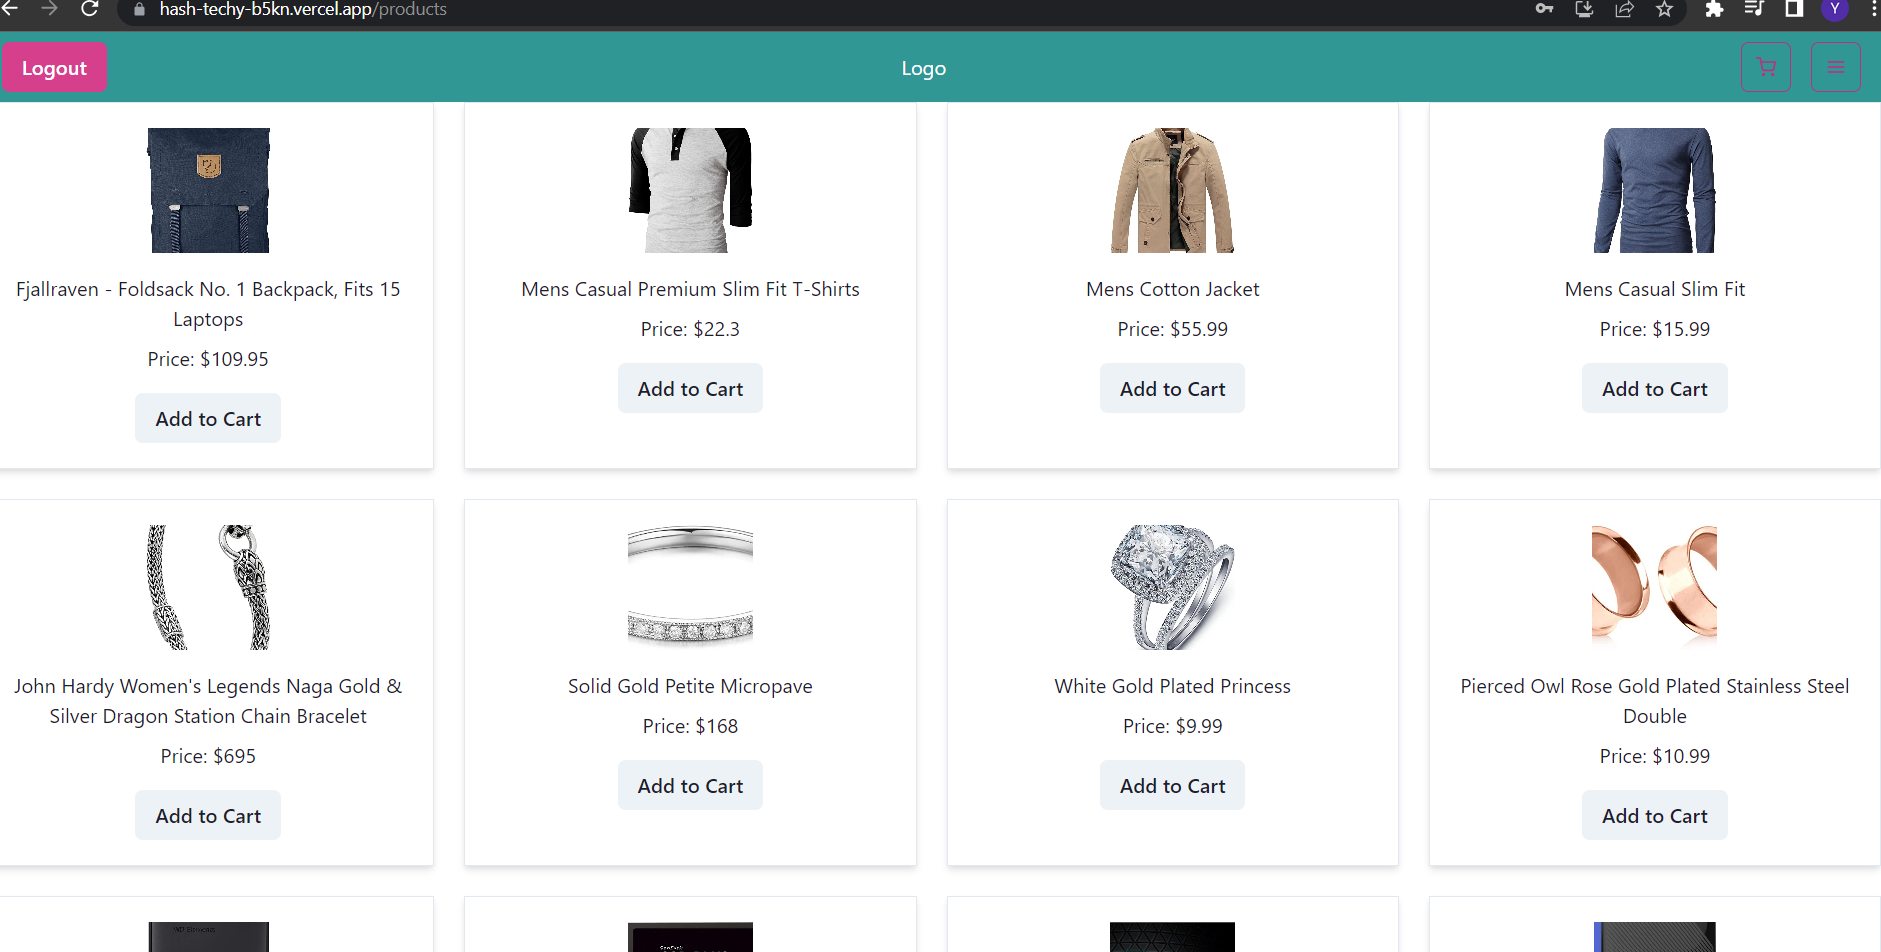 hash-techy-b5kn.vercel.app/products
Y
Logout
Logo
Fjallraven - Foldsack No. 1 Backpack, Fits 15
Laptops
Price: $109.95
Add to Cart
Mens Casual Premium Slim Fit T-Shirts
Price: $22.3
Add to Cart
Mens Cotton Jacket
Price: $55.99
Add to Cart
Mens Casual Slim Fit
Price: $15.99
Add to Cart
John Hardy Women's Legends Naga Gold &
Silver Dragon Station Chain Bracelet
Price: $695
Add to Cart
Solid Gold Petite Micropave
Price: $168
Add to Cart
White Gold Plated Princess
Price: $9.99
Add to Cart
Pierced Owl Rose Gold Plated Stainless Steel
Double
Price: $10.99
Add to Cart
WD Elements
SanDisk